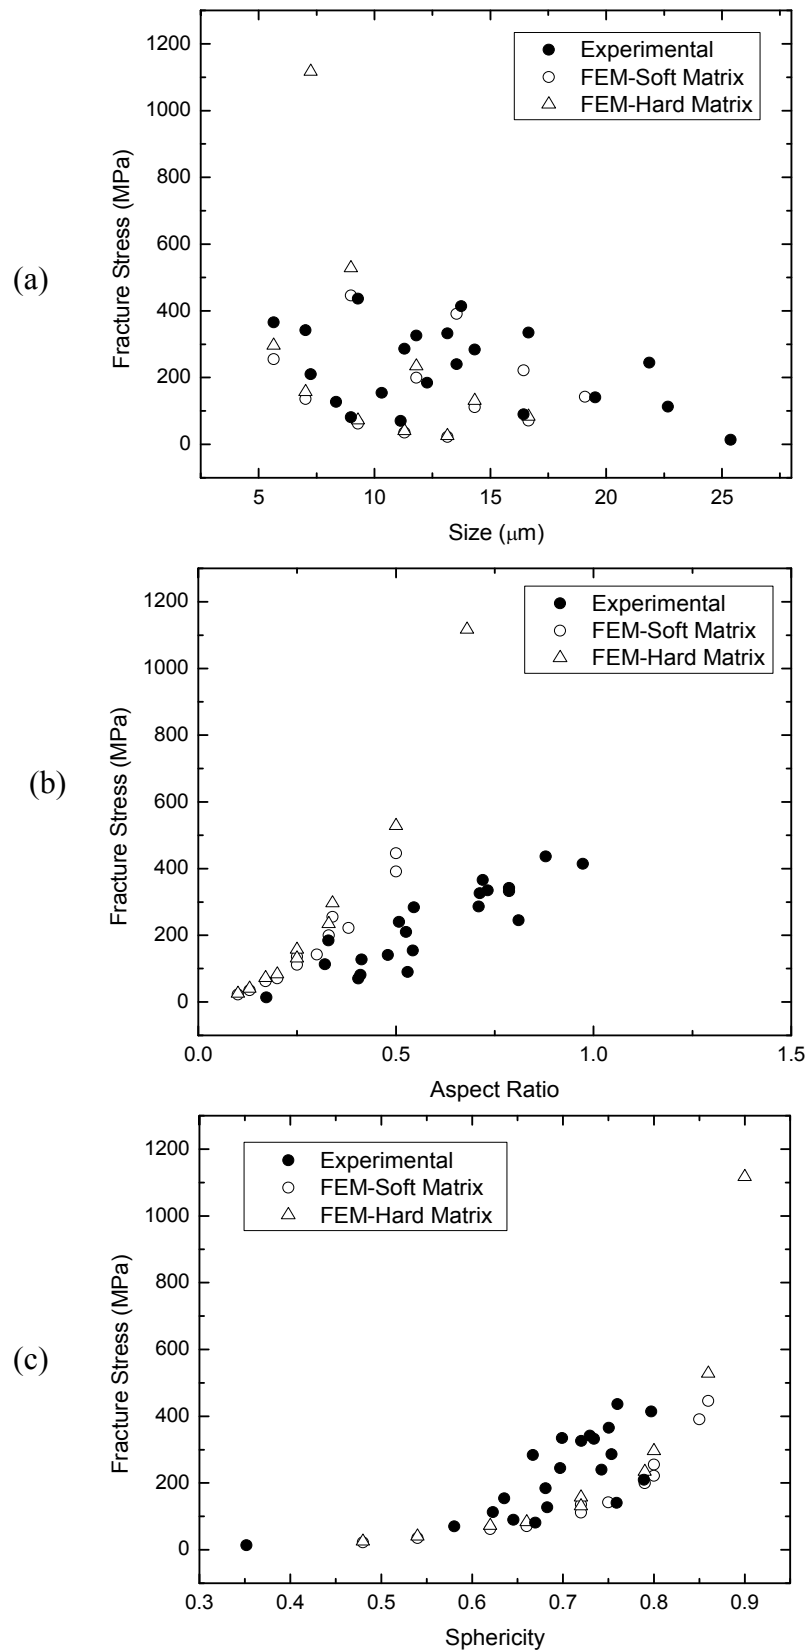 (a)
Fracture Stress (MPa)
1200
1000
800
600
400
200
0
Experimental
FEM-Soft Matrix
FEM-Hard Matrix
5 10 15 20 25
Size (μm)
(b)
Fracture Stress (MPa)
1200
1000
800
600
400
200
0
Experimental
FEM-Soft Matrix
FEM-Hard Matrix
0.0 0.5 1.0 1.5
Aspect Ratio
(c)
Fracture Stress (MPa)
1200
1000
800
600
400
200
0
Experimental
FEM-Soft Matrix
FEM-Hard Matrix
0.3 0.4 0.5 0.6 0.7 0.8 0.9
Sphericity